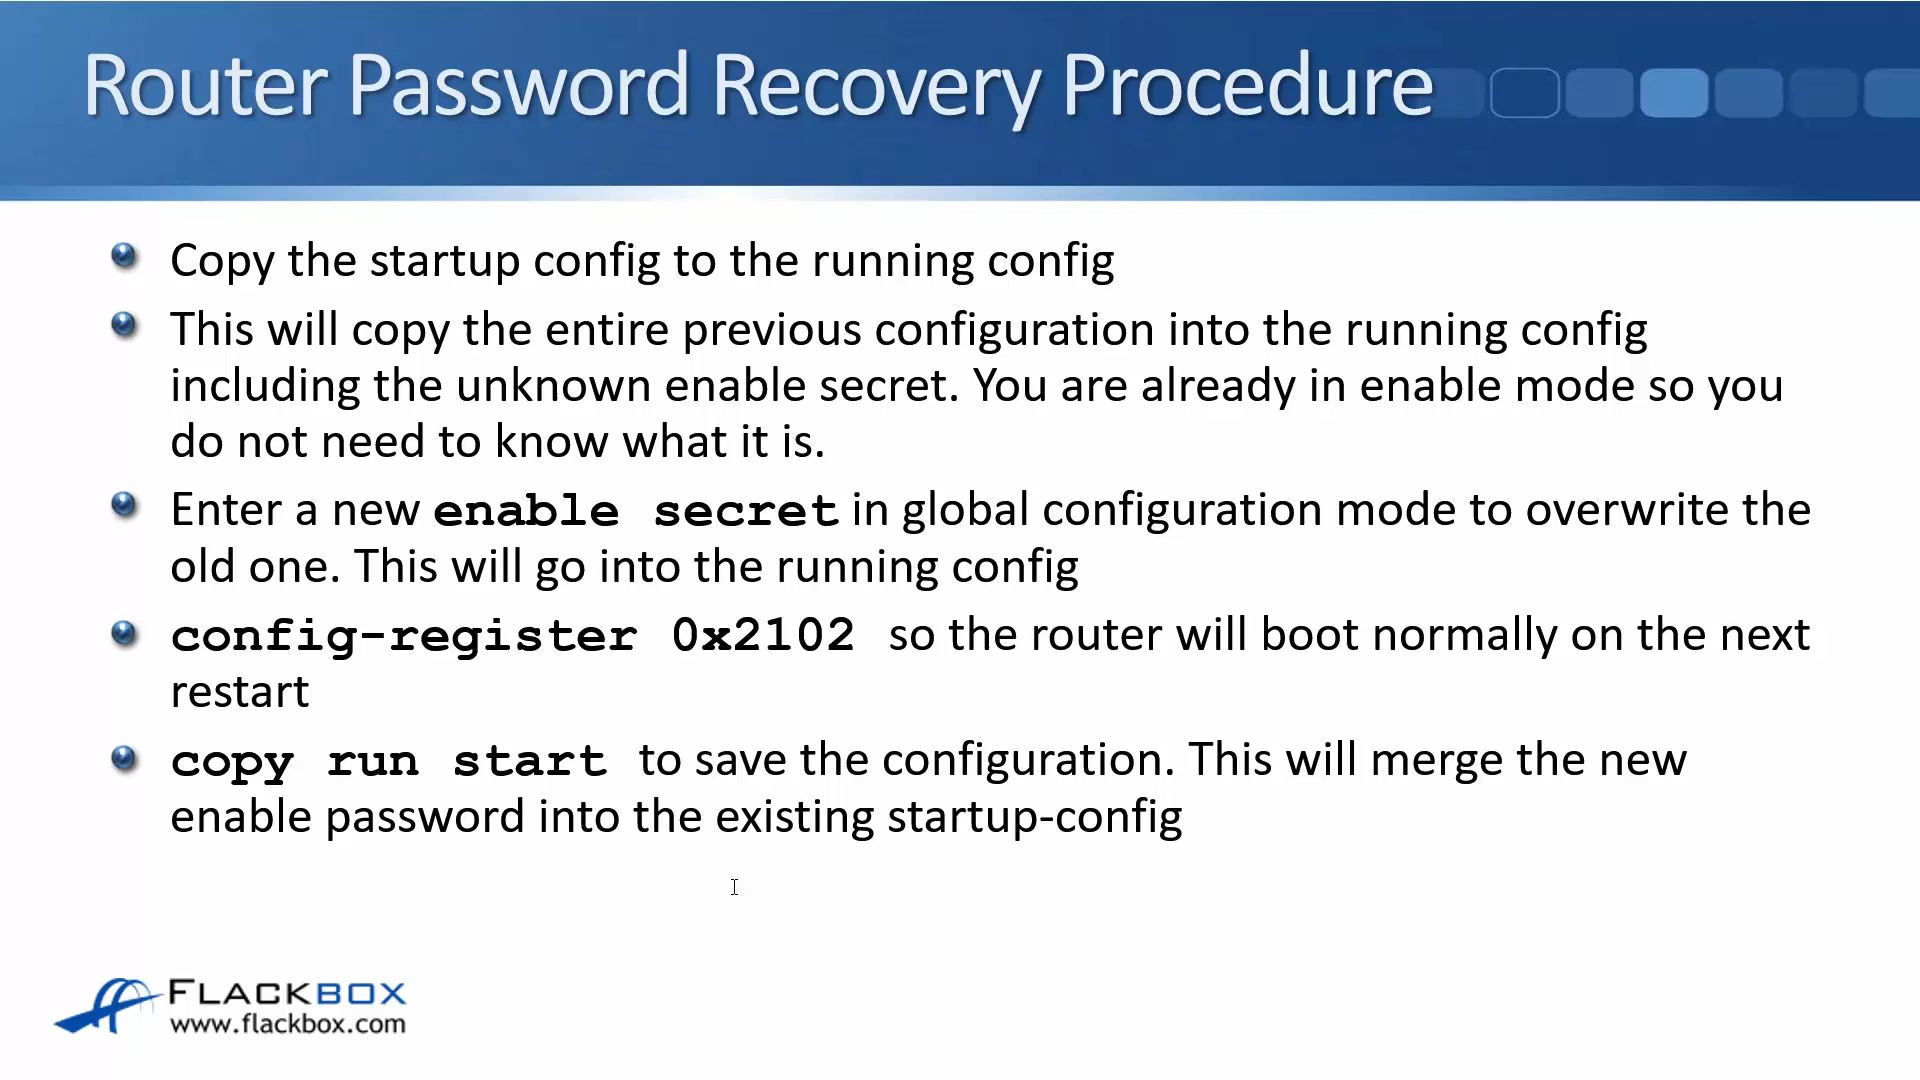 Router Password Recovery Procedure
Copy the startup config to the running config
This will copy the entire previous configuration into the running config
including the unknown enable secret. You are already in enable mode so you
do not need to know what it is.
Enter a new enable secret in global configuration mode to overwrite the
old one. This will go into the running config
config-register 0x2102 so the router will boot normally on the next
restart
copy run start to save the configuration. This will merge the new
enable password into the existing startup-config
FLACKBOX
www.flackbox.com